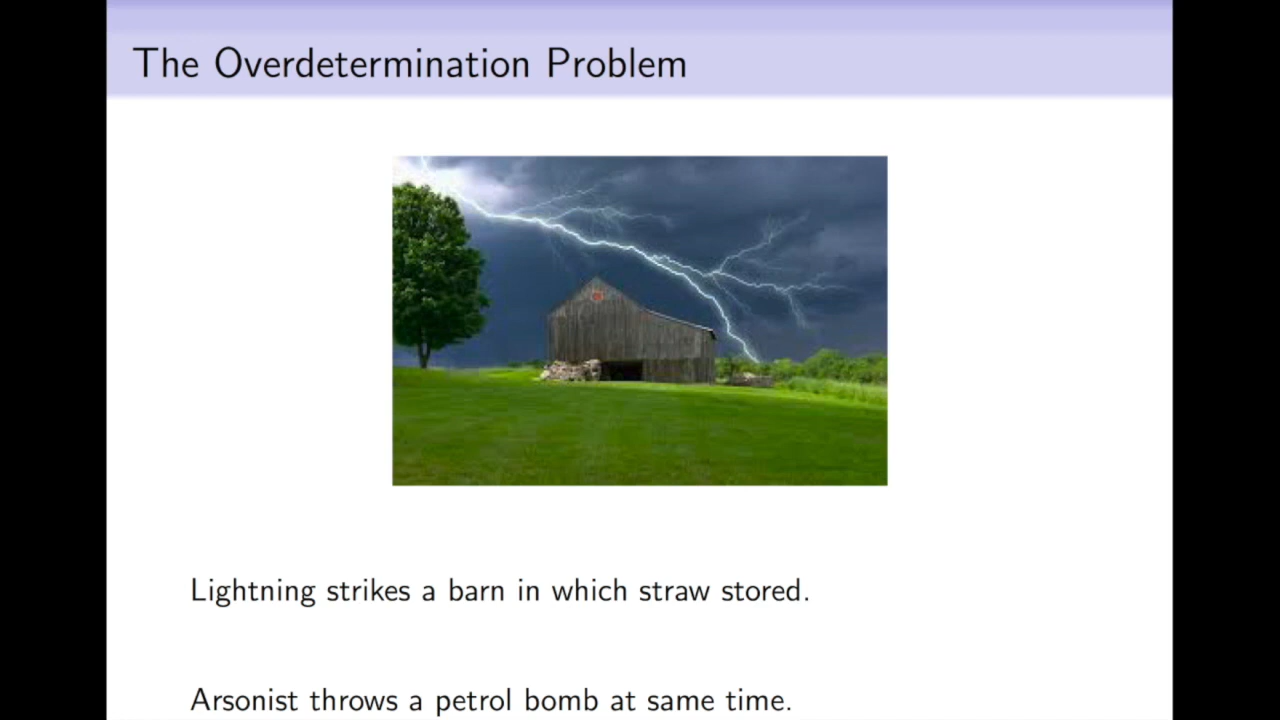 The Overdetermination Problem
Lightning strikes a barn in which straw stored.
Arsonist throws a petrol bomb at same time.